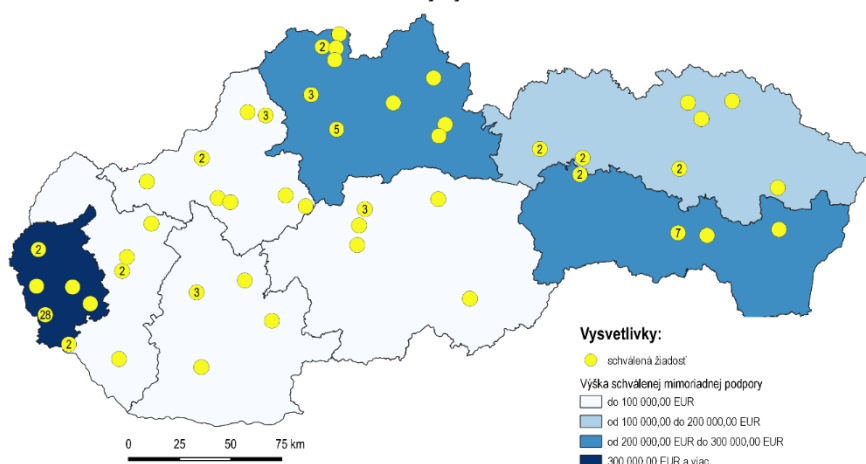 2
3
3
5
2
2
2
2
2
2
3
7
2
2
3
28
2
Vysvetlivky:
schválená žiadosť
Výška schválenej mimoriadnej podpory
do 100 000,00 EUR
od 100 000,00 do 200 000,00 EUR
od 200 000,00 EUR do 300 000,00 EUR
300 000,00 EUR a viac
0 25 50 75 km